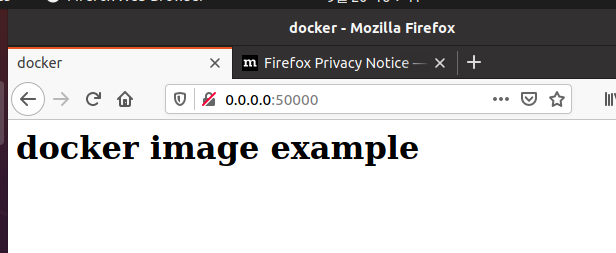 docker - Mozilla Firefox
docker
Firefox Privacy Notice —
0.0.0.0:50000
docker image example